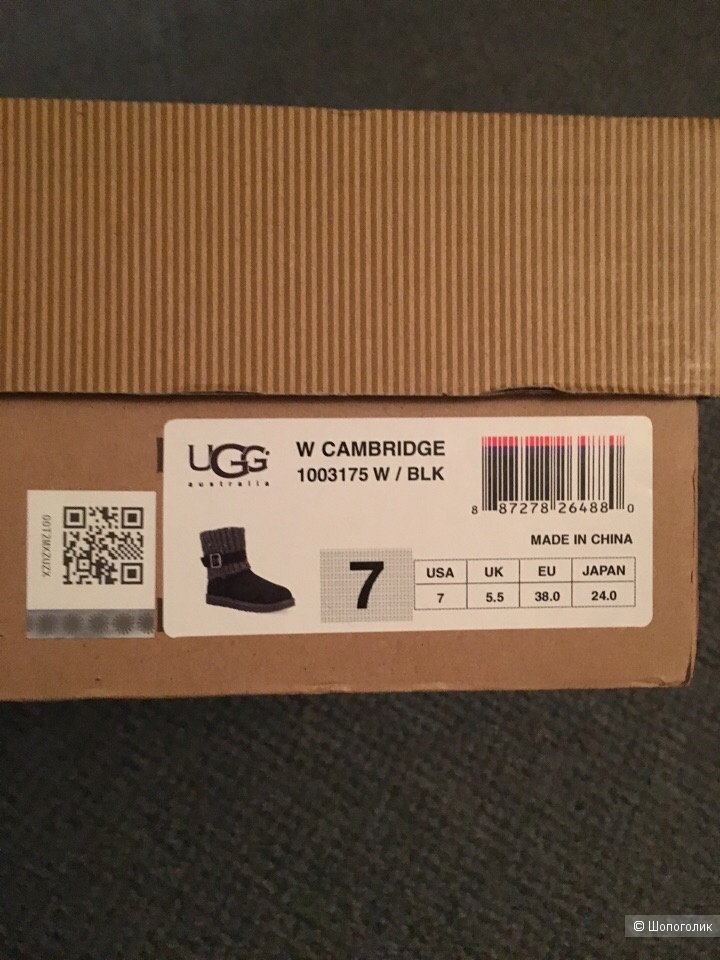 UGG
australia
W CAMBRIDGE
1003175 W / BLK
8 87278 26488 0
MADE IN CHINA
7
USA UK EU JAPAN
7 5.5 38.0 24.0
00T2MXZUZX
© Шопоголик